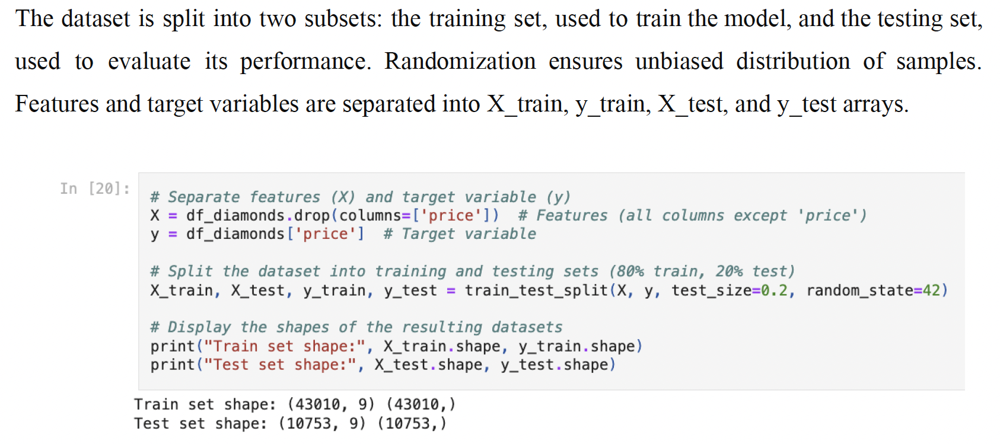 The dataset is split into two subsets: the training set, used to train the model, and the testing set,
used to evaluate its performance. Randomization ensures unbiased distribution of samples.
Features and target variables are separated into X_train, y_train, X_test, and y_test arrays.
In [20]:
# Separate features (X) and target variable (y)
X = df_diamonds.drop(columns=['price'])  # Features (all columns except 'price')
y = df_diamonds['price']  # Target variable
# Split the dataset into training and testing sets (80% train, 20% test)
X_train, X_test, y_train, y_test = train_test_split(X, y, test_size=0.2, random_state=42)
# Display the shapes of the resulting datasets
print("Train set shape:", X_train.shape, y_train.shape)
print("Test set shape:", X_test.shape, y_test.shape)
Train set shape: (43010, 9) (43010,)
Test set shape: (10753, 9) (10753,)